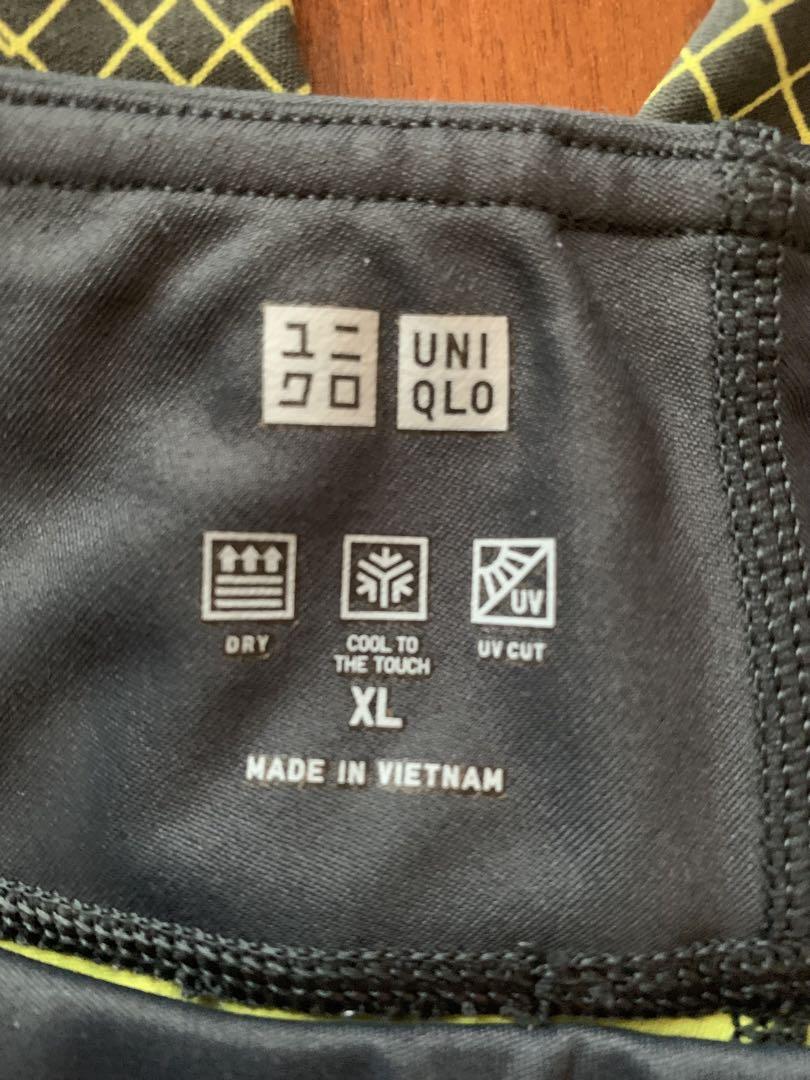 ユニ
クロ
UNI
QLO
UV
DRY
COOL TO
THE TOUCH
UV CUT
XL
MADE IN VIETNAM